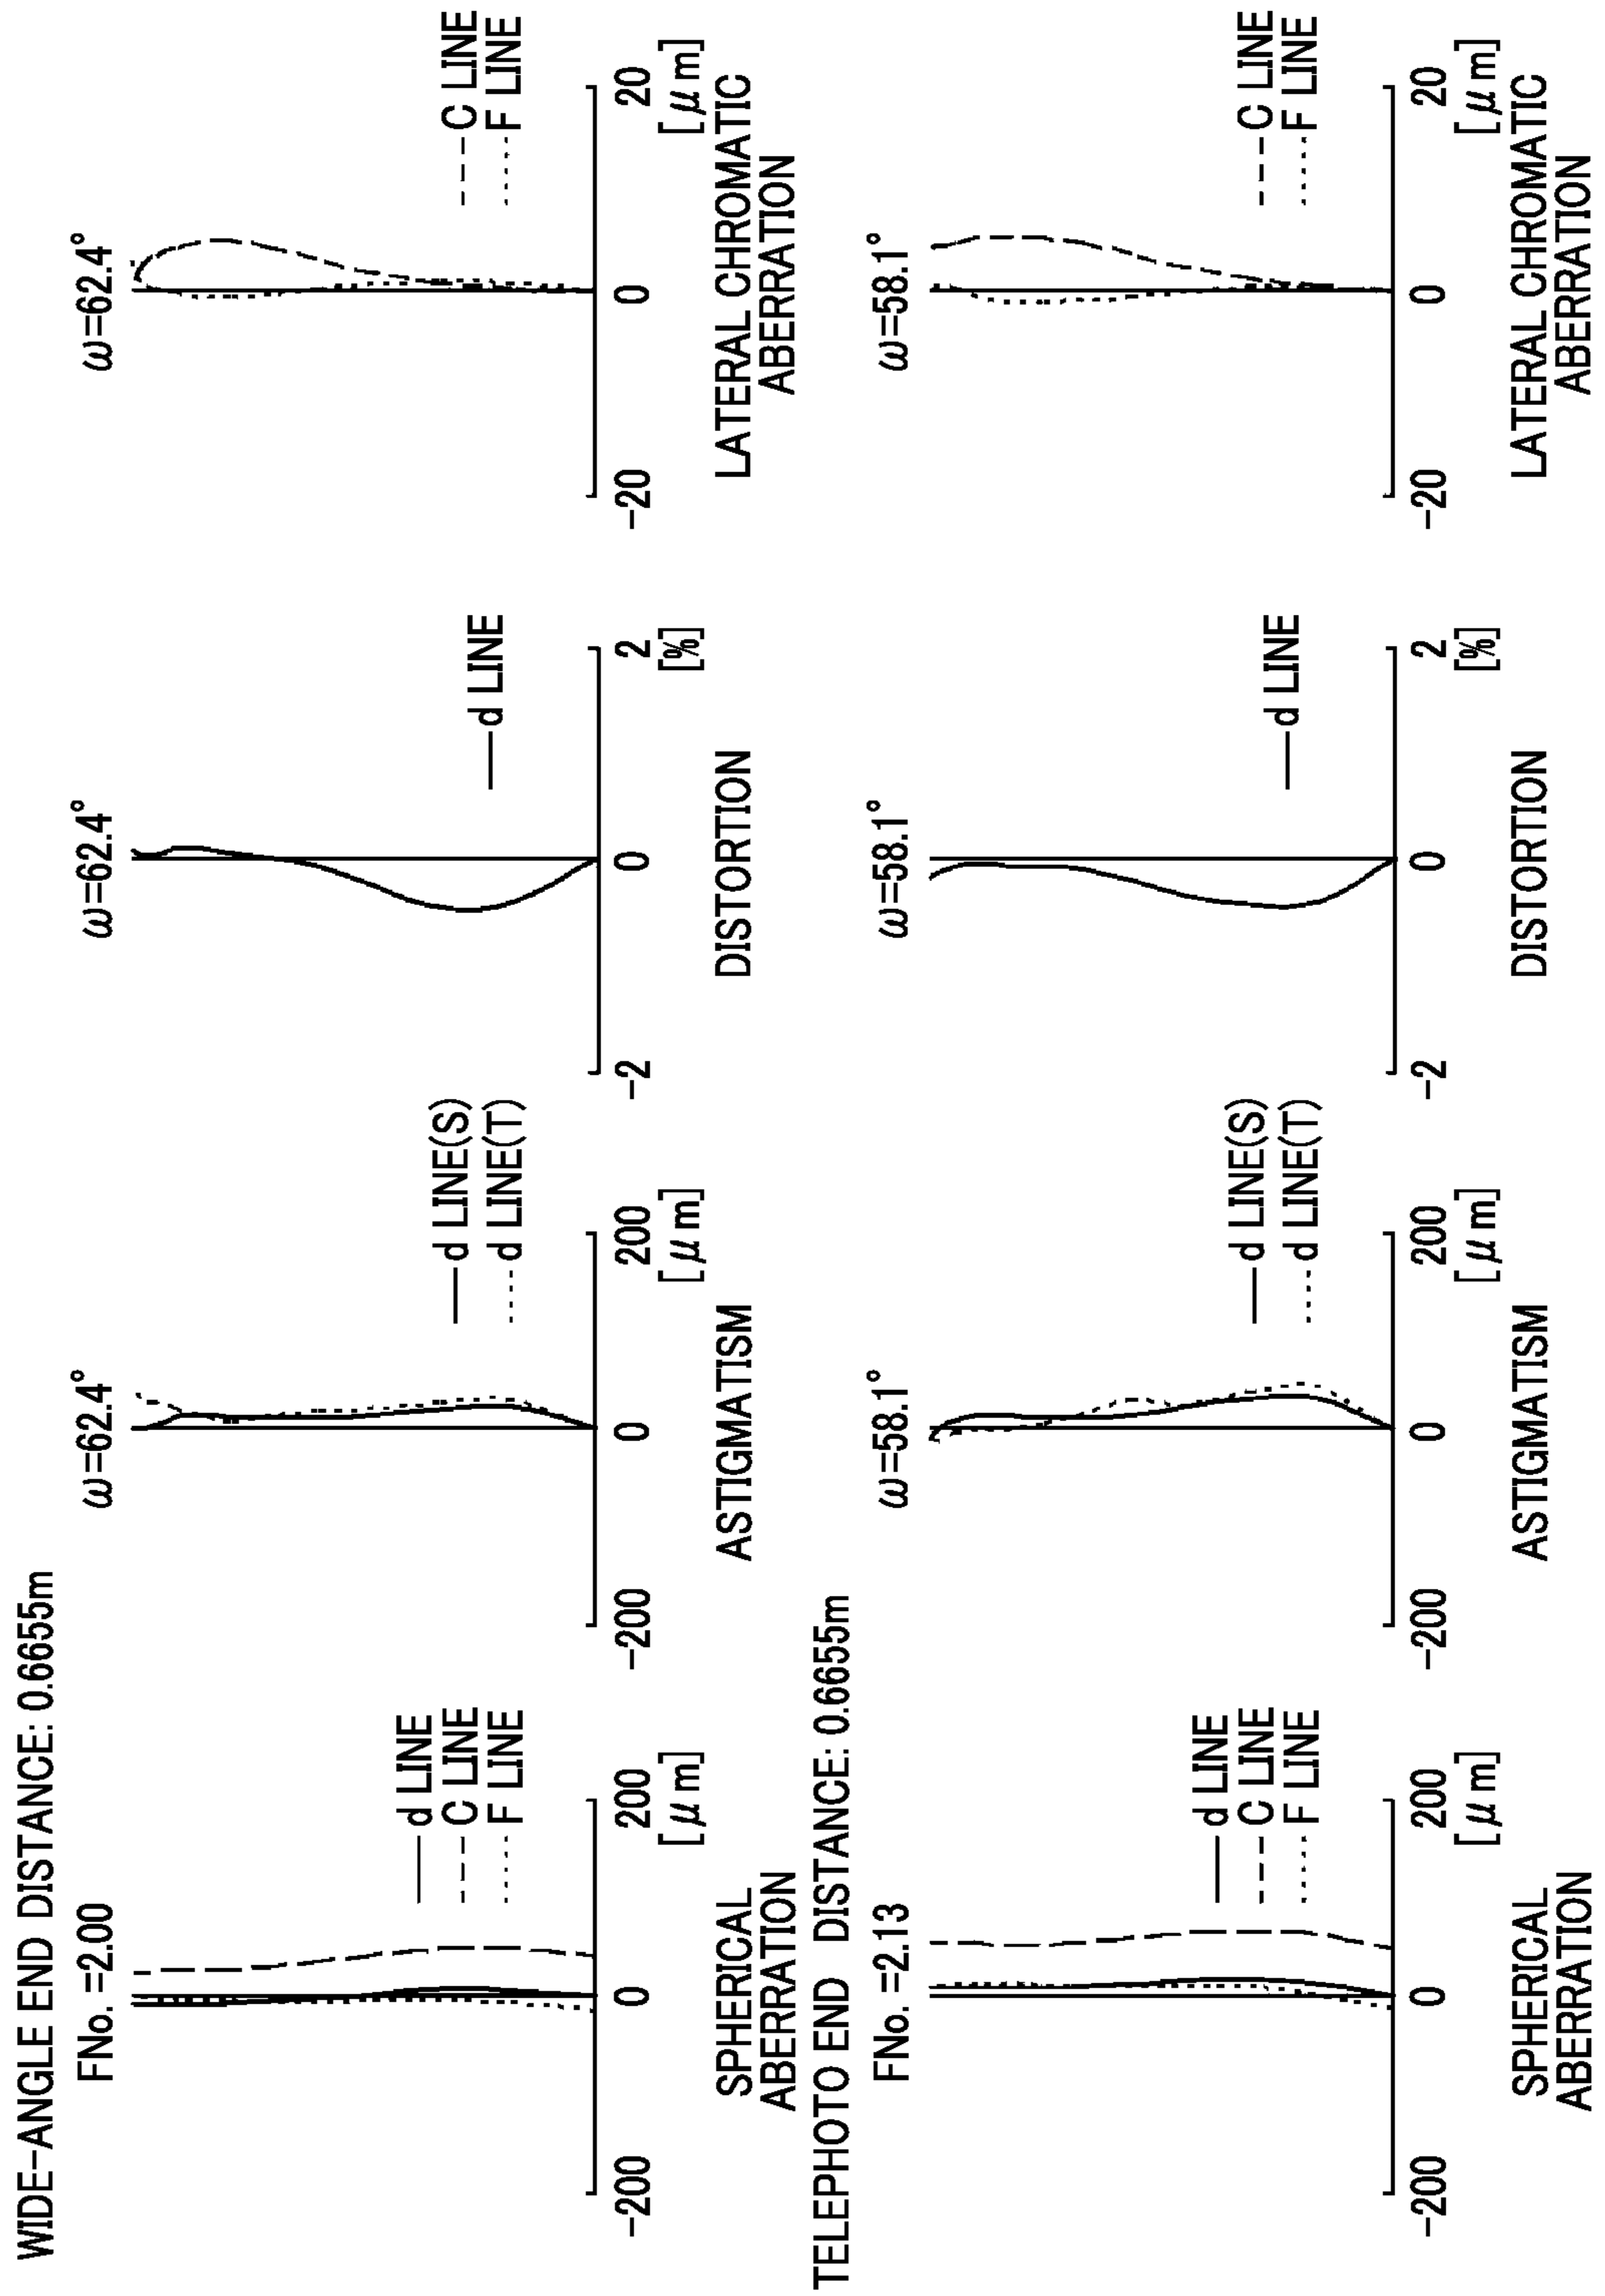 WIDE-ANGLE END DISTANCE: 0.6655m
FNo. =2.00
d LINE
C LINE
F LINE
-200
0
200
[μm]
SPHERICAL
ABERRATION
ω=62.4°
d LINE(S)
d LINE(T)
-200
0
200
[μm]
ASTIGMATISM
ω=62.4°
d LINE
-2
0
2
[%]
DISTORTION
ω=62.4°
C LINE
F LINE
-20
0
20
[μm]
LATERAL CHROMATIC
ABERRATION
TELEPHOTO END DISTANCE: 0.6655m
FNo. =2.13
d LINE
C LINE
F LINE
-200
0
200
[μm]
SPHERICAL
ABERRATION
ω=58.1°
d LINE(S)
d LINE(T)
-200
0
200
[μm]
ASTIGMATISM
ω=58.1°
d LINE
-2
0
2
[%]
DISTORTION
ω=58.1°
C LINE
F LINE
-20
0
20
[μm]
LATERAL CHROMATIC
ABERRATION